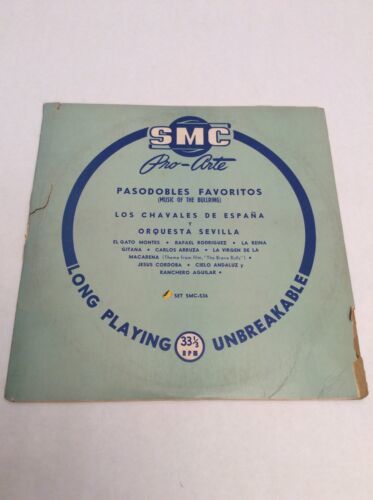 SMC
Pro-Arte
PASODOBLES FAVORITOS
(MUSIC OF THE BULLRING)
LOS CHAVALES DE ESPAÑA
Y
ORQUESTA SEVILLA
EL GATO MONTES • RAFAEL RODRIGUEZ • LA REINA
GITANA • CARLOS ARRUZA • LA VIRGEN DE LA
MACARENA (Theme from film, "The Brave Bulls") •
JESUS CORDOBA • CIELO ANDALUZ y
RANCHERO AGUILAR •
SET SMC-536
LONG PLAYING 33⅓ RPM UNBREAKABLE